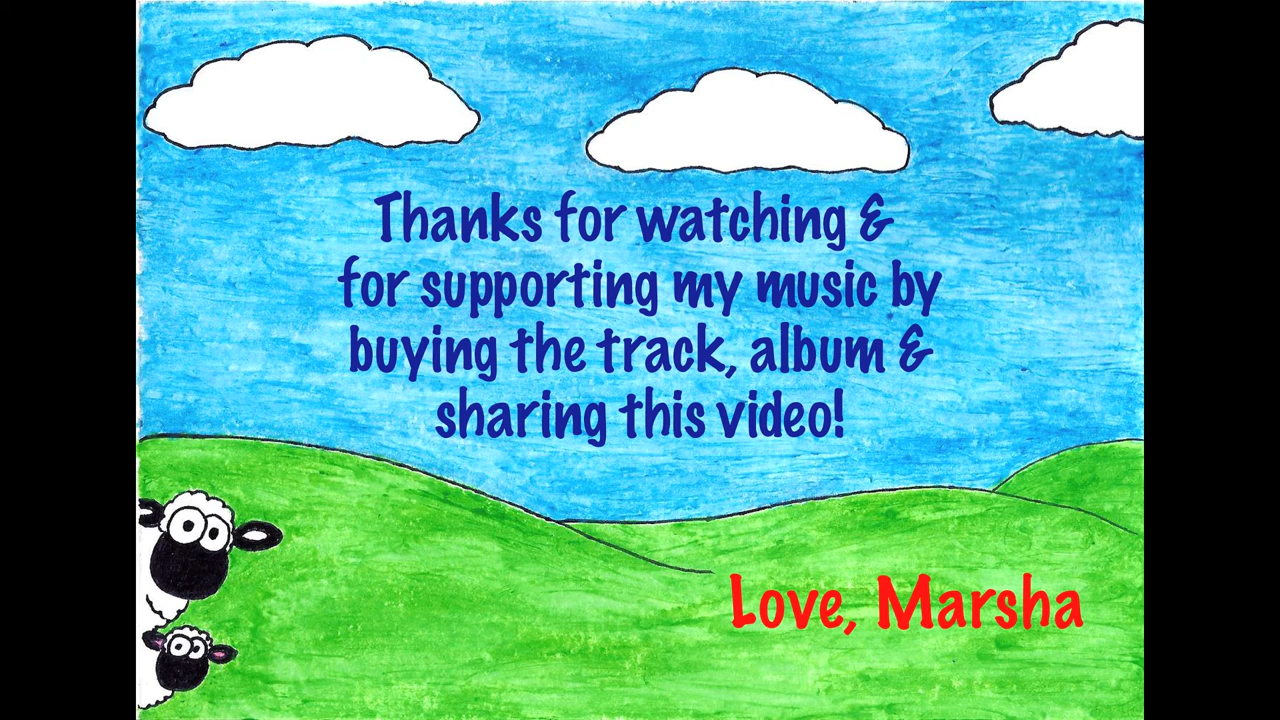 Thanks for watching &
for supporting my music by
buying the track, album &
sharing this video!
Love, Marsha